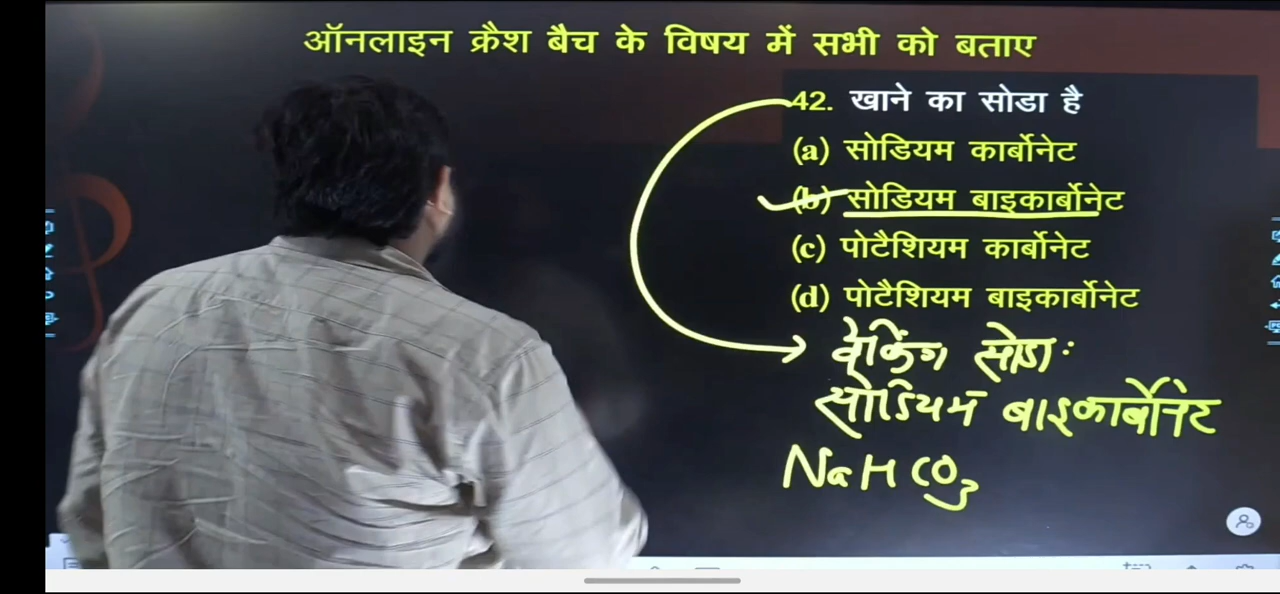 ऑनलाइन क्रैश बैच के विषय में सभी को बताए
42. खाने का सोडा है
(a) सोडियम कार्बोनेट
(b) सोडियम बाइकार्बोनेट
(c) पोटैशियम कार्बोनेट
(d) पोटैशियम बाइकार्बोनेट
बेकिंग सोडा:
सोडियम बाइकार्बोनेट
NaHCO3